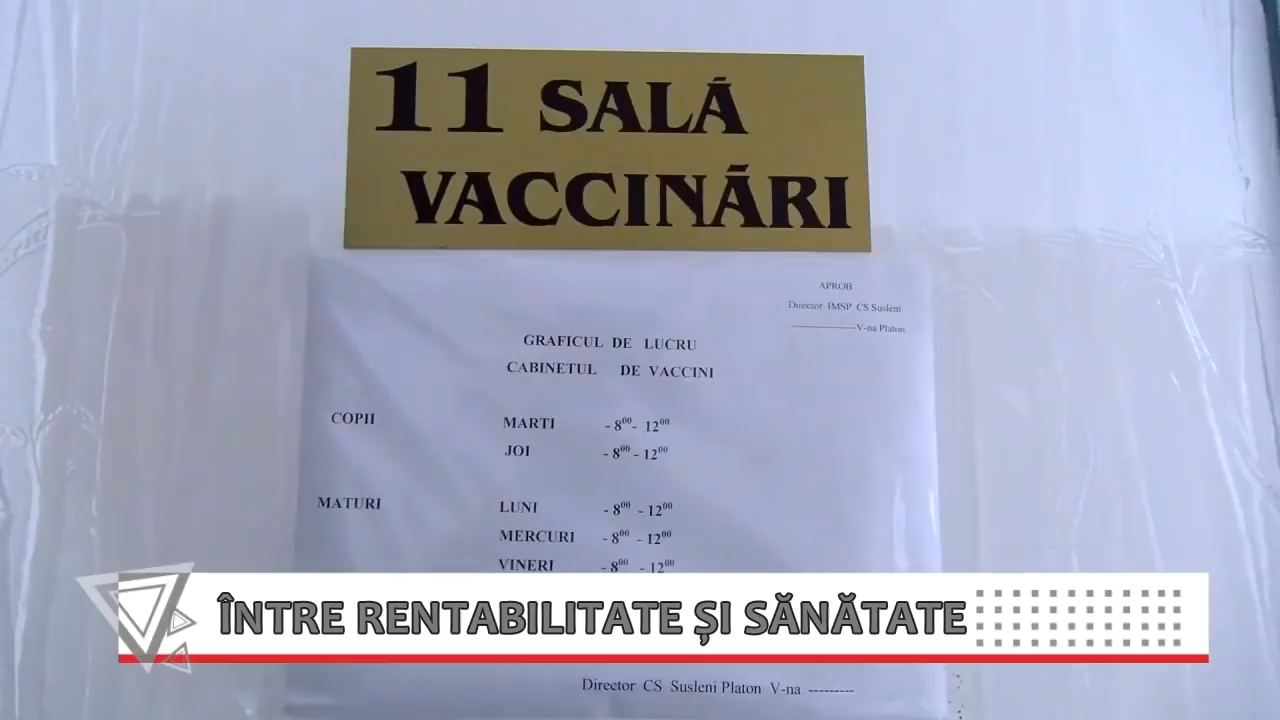 11 SALĂ
VACCINĂRI
APROB
Director IMSP CS Susleni
V-na Platon
GRAFICUL DE LUCRU
CABINETUL DE VACCINI
COPII MARTI - 8⁰⁰ - 12⁰⁰
JOI - 8⁰⁰ - 12⁰⁰
MATURI LUNI - 8⁰⁰ - 12⁰⁰
MERCURI - 8⁰⁰ - 12⁰⁰
VINERI - 8⁰⁰ - 12⁰⁰
ÎNTRE RENTABILITATE ȘI SĂNĂTATE
Director CS Susleni Platon V-na ---------